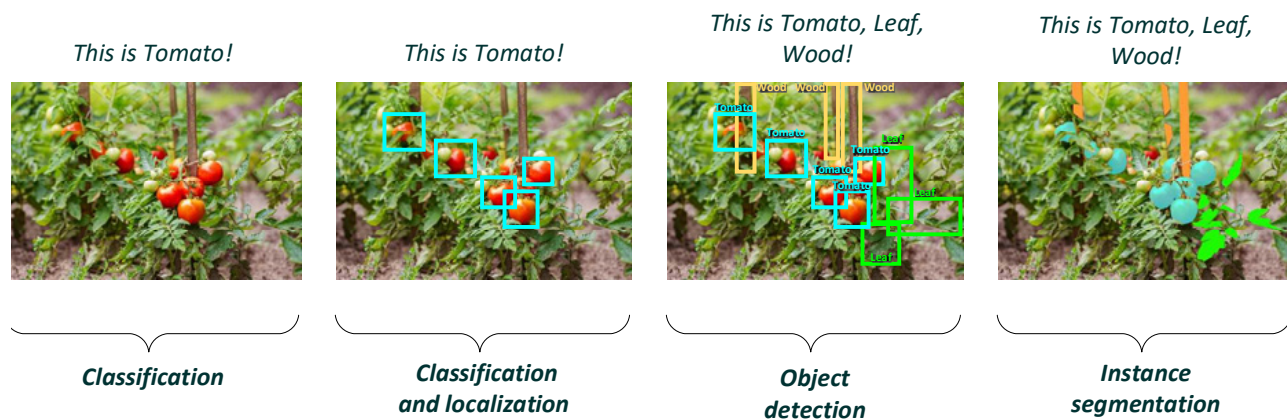 This is Tomato!
This is Tomato!
This is Tomato, Leaf,
Wood!
This is Tomato, Leaf,
Wood!
Wood Wood Wood
Tomato
Leaf
Tomato
Tomato
Tomato
Tomato
Leaf
Leaf
Classification
Classification
and localization
Object
detection
Instance
segmentation